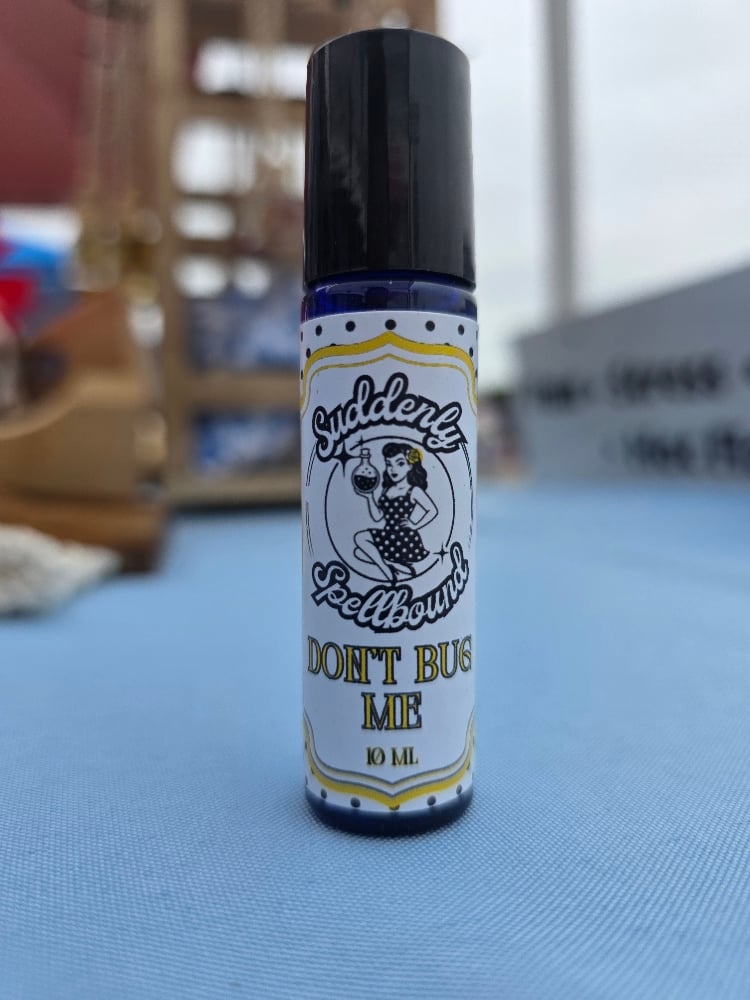 Suddenly
Spellbound
DON'T BUG
ME
10 ML